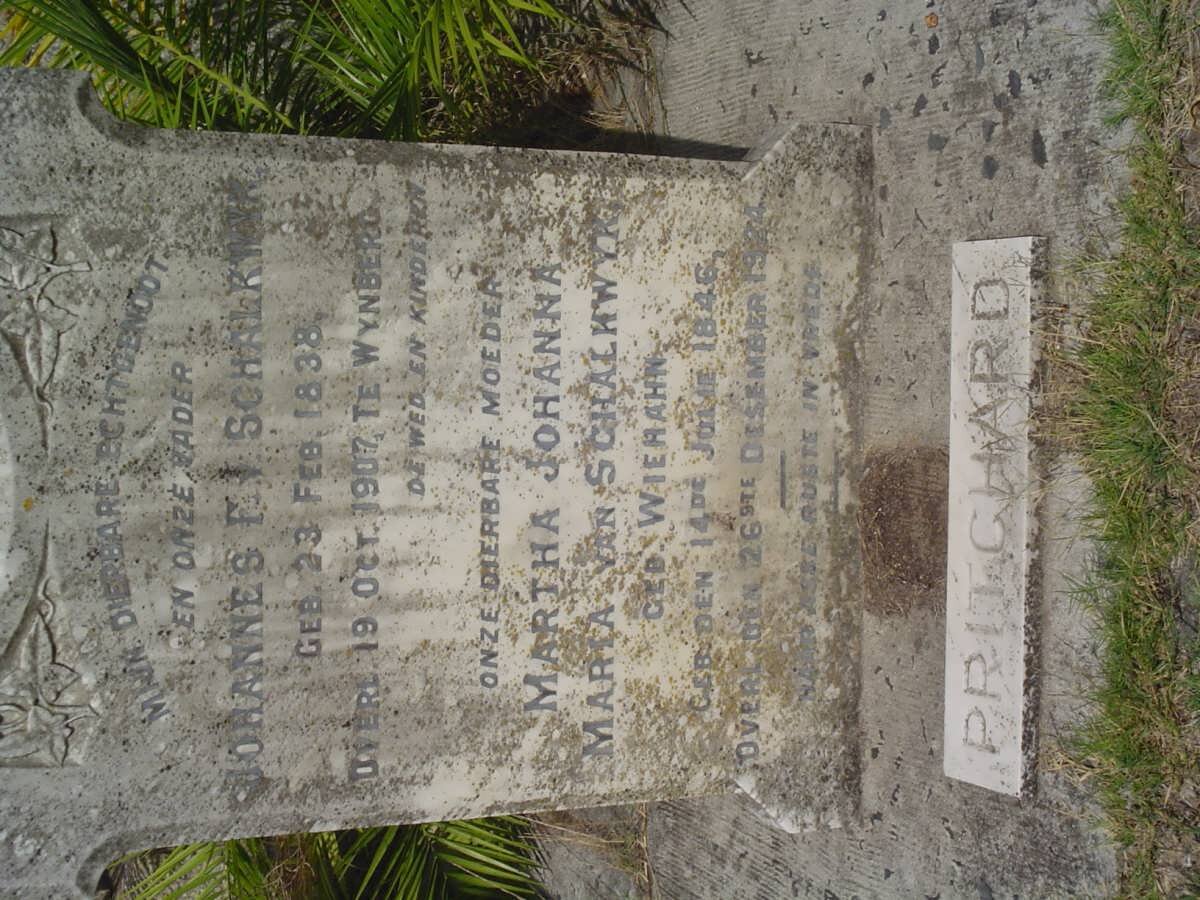 MIJN DIERBARE ECHTGENOOT
EN ONZE VADER
JOHANNES F. V SCHALKWYK,
GEB. 23 FEB. 1838.
OVERL 19 OCT. 1907, TE WYNBERG.
DE WED. EN KINDEREN
ONZE DIERBARE MOEDER
MARTHA JOHANNA
MARIA VAN SCHALKWYK,
GEB. WIEHAHN
GEB DEN 14DE JULIE 1846,
OVERL DEN 26STE DESEMBER 1924.
HARE ASSE RUSTE IN VREDE
PRITCHARD